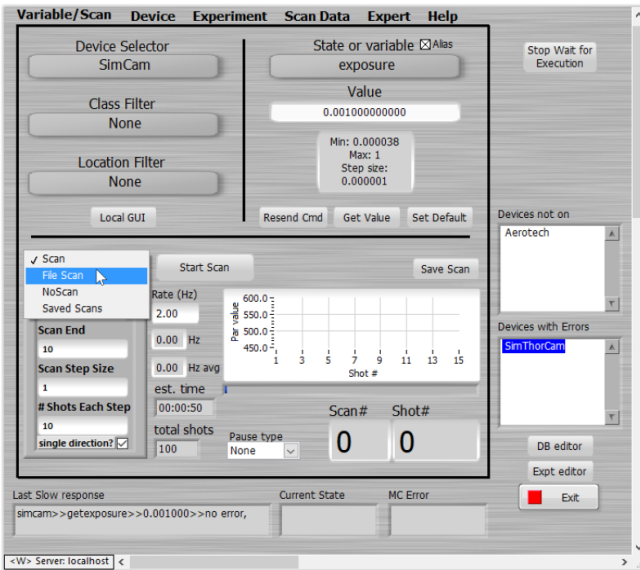 Variable/Scan Device Experiment Scan Data Expert Help
Device Selector
SimCam
State or variable Alias
exposure
Stop Wait for
Execution
Value
0.001000000000
Class Filter
None
Min: 0.000038
Max: 1
Step size:
0.000001
Location Filter
None
Local GUI
Resend Cmd Get Value Set Default
Devices not on
Aerotech
Scan
File Scan
NoScan
Saved Scans
Start Scan
Save Scan
Scan End
10
Scan Step Size
1
# Shots Each Step
10
single direction?
Rate (Hz)
2.00
0.00 Hz
0.00 Hz avg
est. time
00:00:50
total shots
100
Par value
600.0
550.0
500.0
450.0
1 3 5 7 9 11 13 15
Shot #
Pause type
None
Scan# Shot#
0 0
Devices with Errors
SimThorCam
DB editor
Expt editor
Exit
Last Slow response
simcam>>getexposure>>0.001000>>no error,
Current State
MC Error
<W> Server: localhost